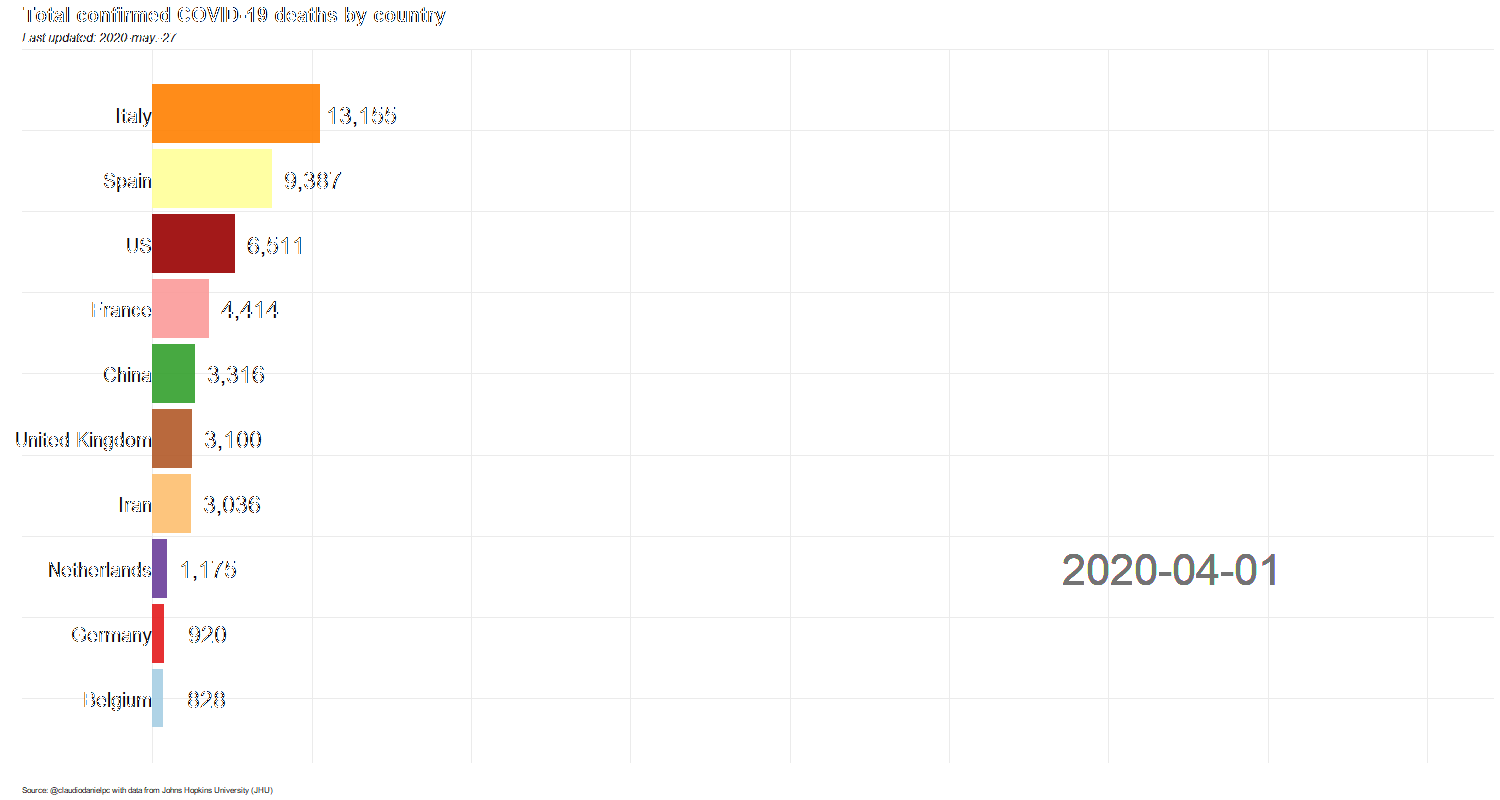 Total confirmed COVID-19 deaths by country
Last updated: 2020-may.-27
Italy 13,155
Spain 9,387
US 6,511
France 4,414
China 3,316
United Kingdom 3,100
Iran 3,036
Netherlands 1,175
2020-04-01
Germany 920
Belgium 828
Source: @claudiodanielpc with data from Johns Hopkins University (JHU)